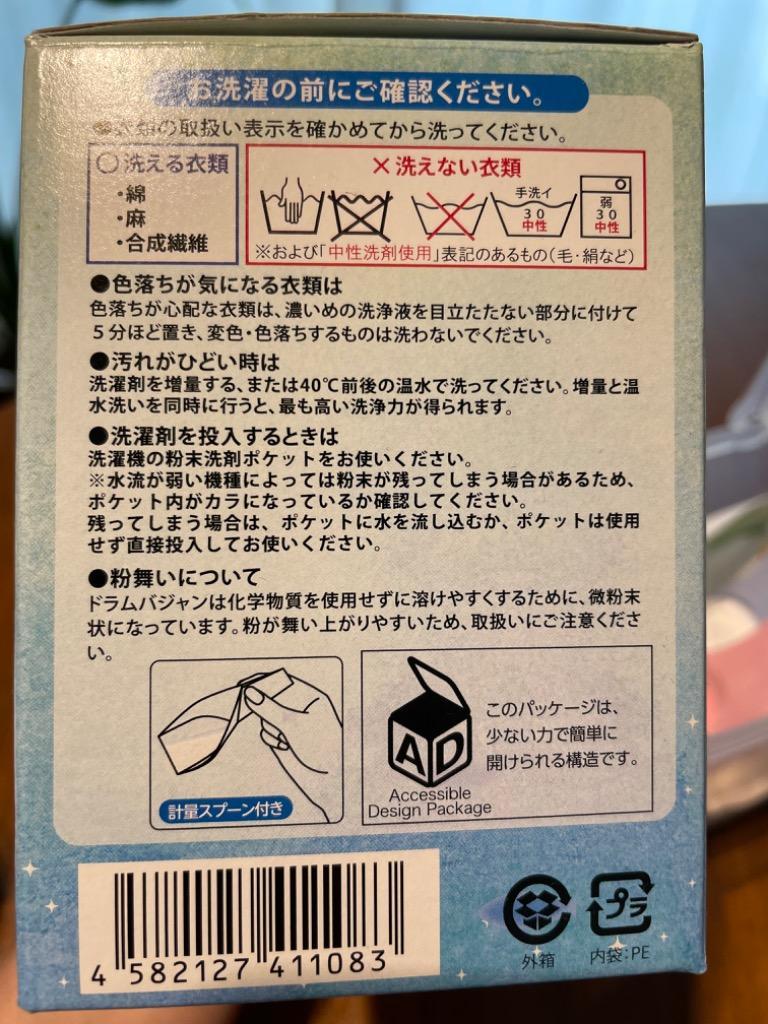 お洗濯の前にご確認ください。
の取扱い表示を確かめてから洗ってください。
○洗える衣類
・綿
・麻
・合成繊維
×洗えない衣類
手洗イ
30
中性
弱
30
中性
※および「中性洗剤使用」表記のあるもの(毛・絹など)
●色落ちが気になる衣類は
色落ちが心配な衣類は、濃いめの洗浄液を目立たたない部分に付けて
5分ほど置き、変色・色落ちするものは洗わないでください。
●汚れがひどい時は
洗濯剤を増量する、または40℃前後の温水で洗ってください。増量と温
水洗いを同時に行うと、最も高い洗浄力が得られます。
●洗濯剤を投入するときは
洗濯機の粉末洗剤ポケットをお使いください。
※水流が弱い機種によっては粉末が残ってしまう場合があるため、
ポケット内がカラになっているか確認してください。
残ってしまう場合は、ポケットに水を流し込むか、ポケットは使用
せず直接投入してお使いください。
●粉舞いについて
ドラムバジャンは化学物質を使用せずに溶けやすくするために、微粉末
状になっています。粉が舞い上がりやすいため、取扱いにご注意くださ
い。
計量スプーン付き
AD
Accessible
Design Package
このパッケージは、
少ない力で簡単に
開けられる構造です。
4 582127 411083
外箱
プラ
内袋:PE